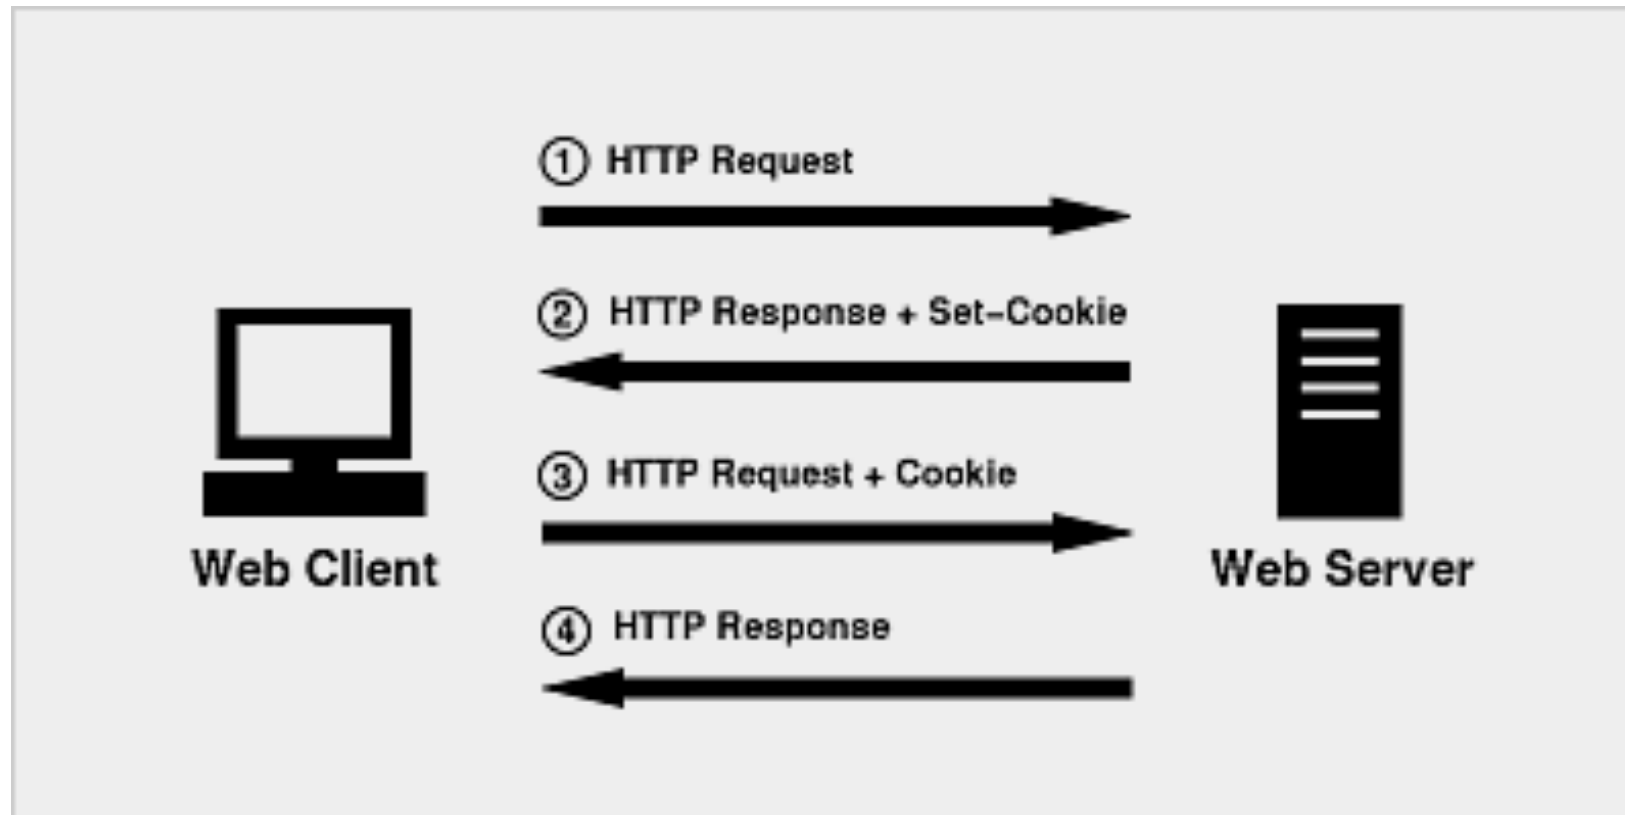 ① HTTP Request
② HTTP Response + Set-Cookie
③ HTTP Request + Cookie
Web Client
Web Server
④ HTTP Response